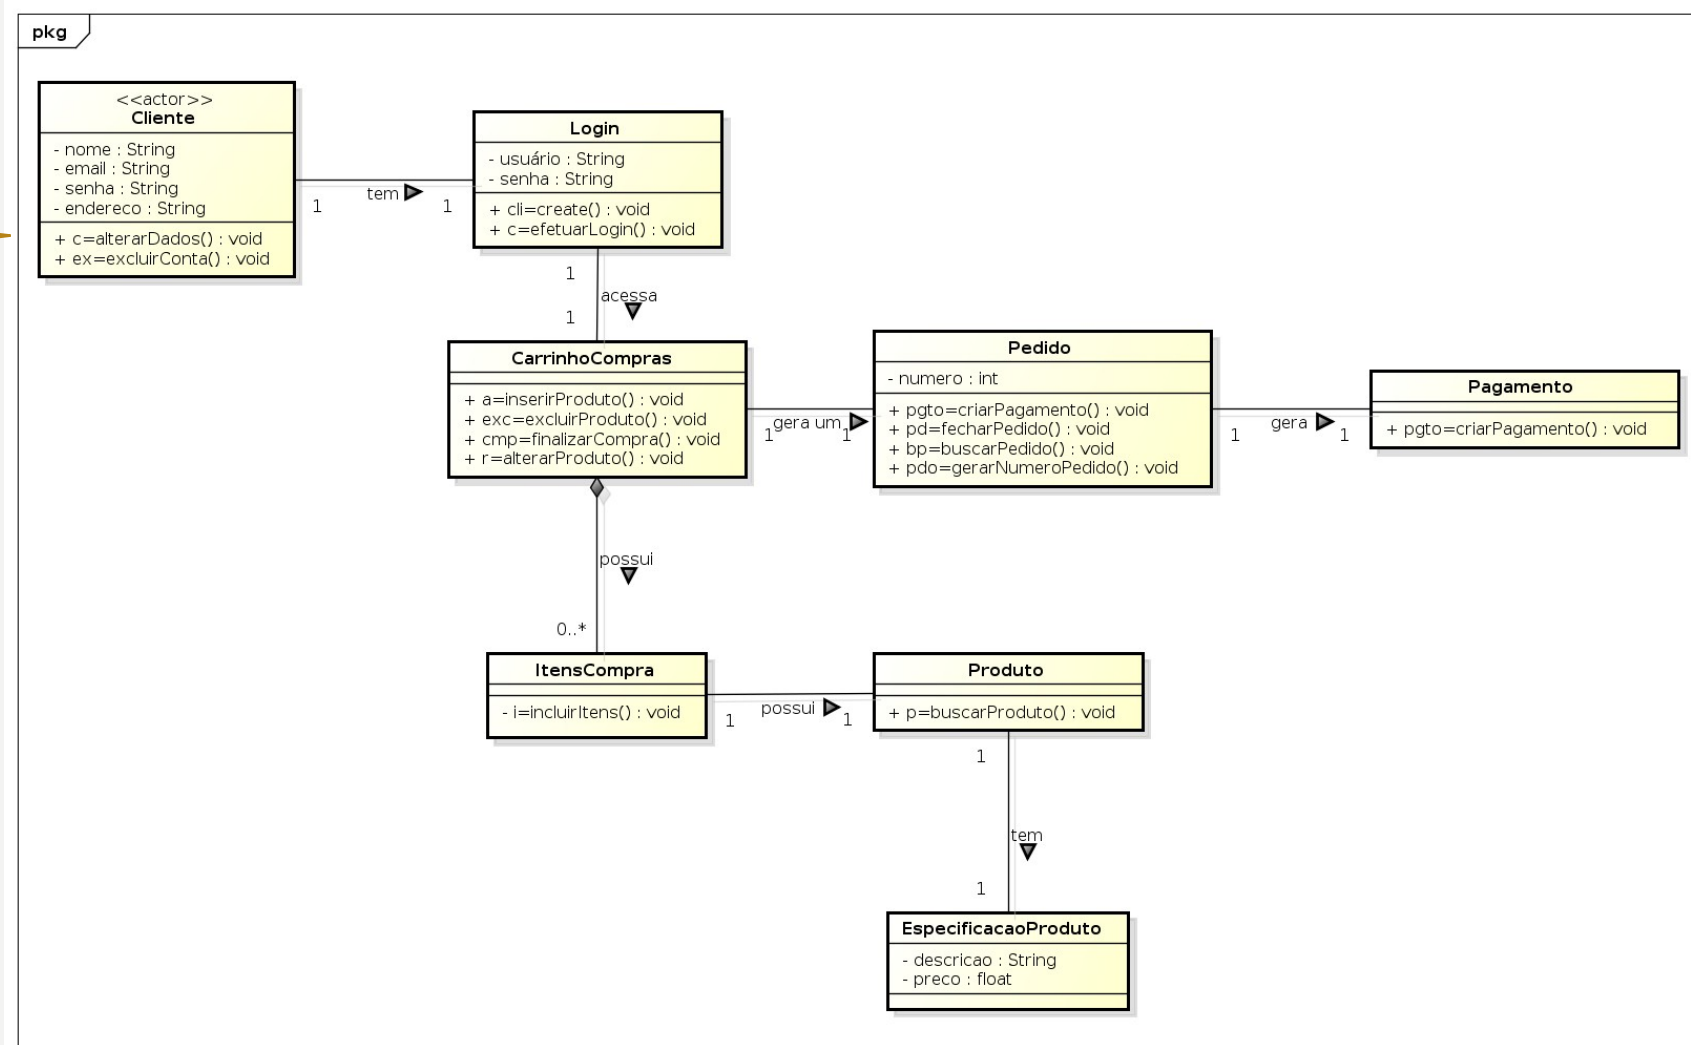 pkg
<<actor>>
Cliente
- nome : String
- email : String
- senha : String
- endereco : String
+ c=alterarDados() : void
+ ex=excluirConta() : void
1
tem
1
Login
- usuário : String
- senha : String
+ cli=create() : void
+ c=efetuarLogin() : void
1
acessa
1
CarrinhoCompras
+ a=inserirProduto() : void
+ exc=excluirProduto() : void
+ cmp=finalizarCompra() : void
+ r=alterarProduto() : void
1
gera um
1
Pedido
- numero : int
+ pgto=criarPagamento() : void
+ pd=fecharPedido() : void
+ bp=buscarPedido() : void
+ pdo=gerarNumeroPedido() : void
1
gera
1
Pagamento
+ pgto=criarPagamento() : void
possui
0..*
ItensCompra
- i=incluirItens() : void
1
possui
1
Produto
+ p=buscarProduto() : void
1
tem
1
EspecificacaoProduto
- descricao : String
- preco : float